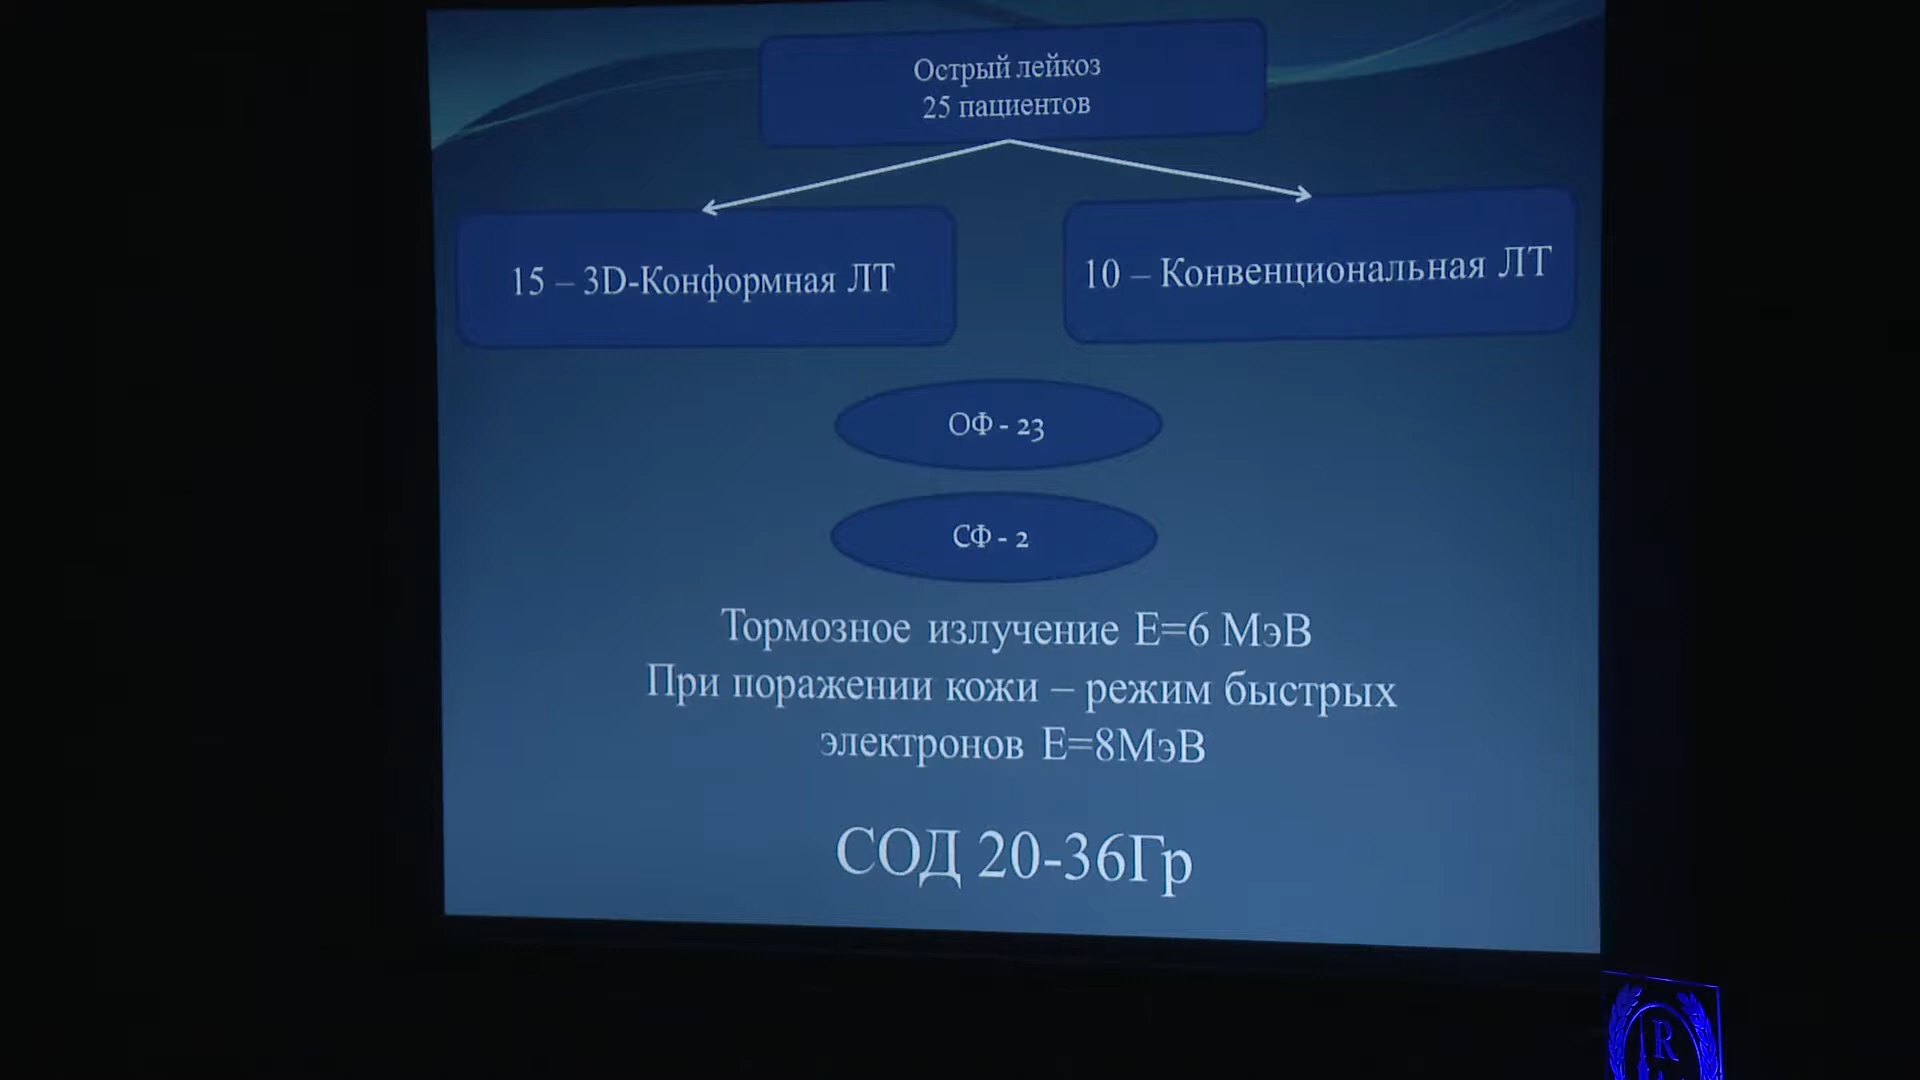 Острый лейкоз
25 пациентов
15 – 3D-Конформная ЛТ
10 – Конвенциональная ЛТ
ОФ - 23
СФ - 2
Тормозное излучение Е=6 МэВ
При поражении кожи – режим быстрых
электронов Е=8МэВ
СОД 20-36Гр
R